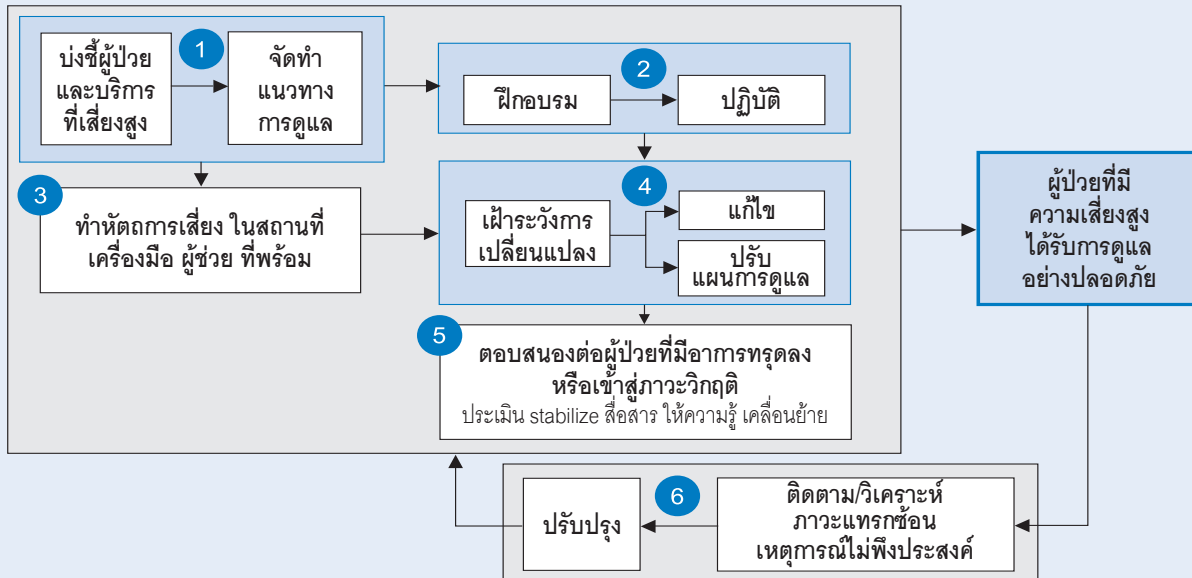 1
บ่งชี้ผู้ป่วย
และบริการ
ที่เสี่ยงสูง
จัดทำ
แนวทาง
การดูแล
2
ฝึกอบรม
ปฏิบัติ
3
ทำหัตถการเสี่ยง ในสถานที่
เครื่องมือ ผู้ช่วย ที่พร้อม
4
เฝ้าระวังการ
เปลี่ยนแปลง
แก้ไข
ปรับ
แผนการดูแล
5
ตอบสนองต่อผู้ป่วยที่มีอาการทรุดลง
หรือเข้าสู่ภาวะวิกฤติ
ประเมิน stabilize สื่อสาร ให้ความรู้ เคลื่อนย้าย
ผู้ป่วยที่มี
ความเสี่ยงสูง
ได้รับการดูแล
อย่างปลอดภัย
6
ติดตาม/วิเคราะห์
ภาวะแทรกซ้อน
เหตุการณ์ไม่พึงประสงค์
ปรับปรุง